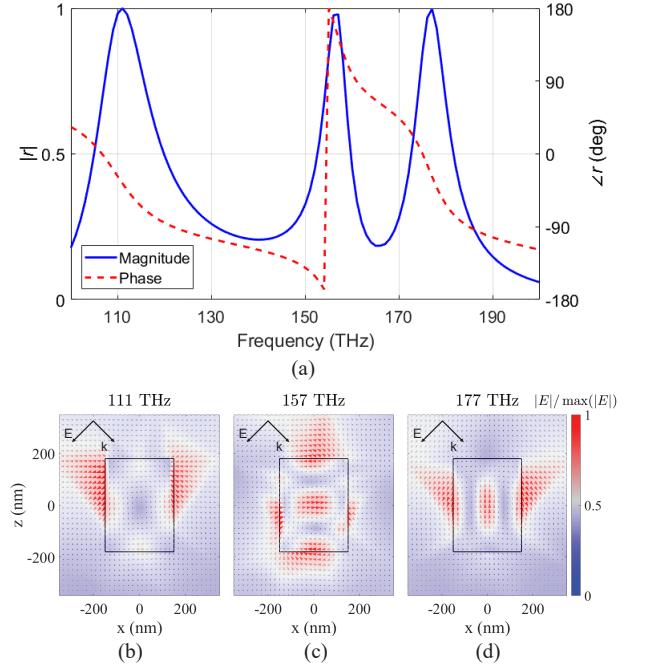 1
180
90
0.5
0
|r|
∠r (deg)
-90
Magnitude
Phase
0
-180
110
130
150
170
190
Frequency (THz)
(a)
111 THz
157 THz
177 THz
|E|/ max(|E|)
E
k
E
k
E
k
1
200
0
-200
z (nm)
0.5
0
-200
0
200
-200
0
200
-200
0
200
x (nm)
x (nm)
x (nm)
(b)
(c)
(d)